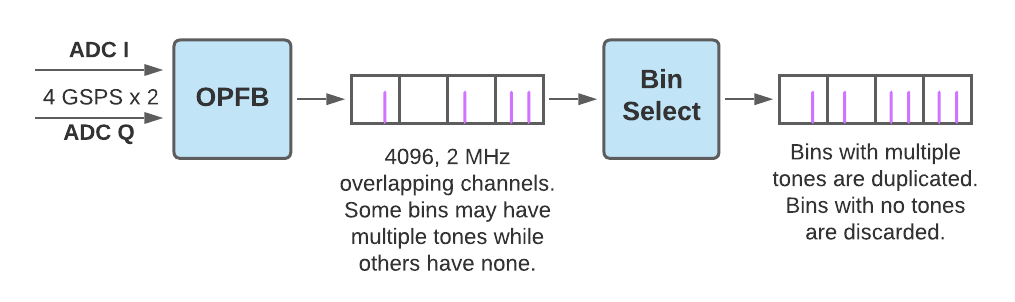 ADC I
4 GSPS x 2
ADC Q
OPFB
4096, 2 MHz
overlapping channels.
Some bins may have
multiple tones while
others have none.
Bin
Select
Bins with multiple
tones are duplicated.
Bins with no tones
are discarded.